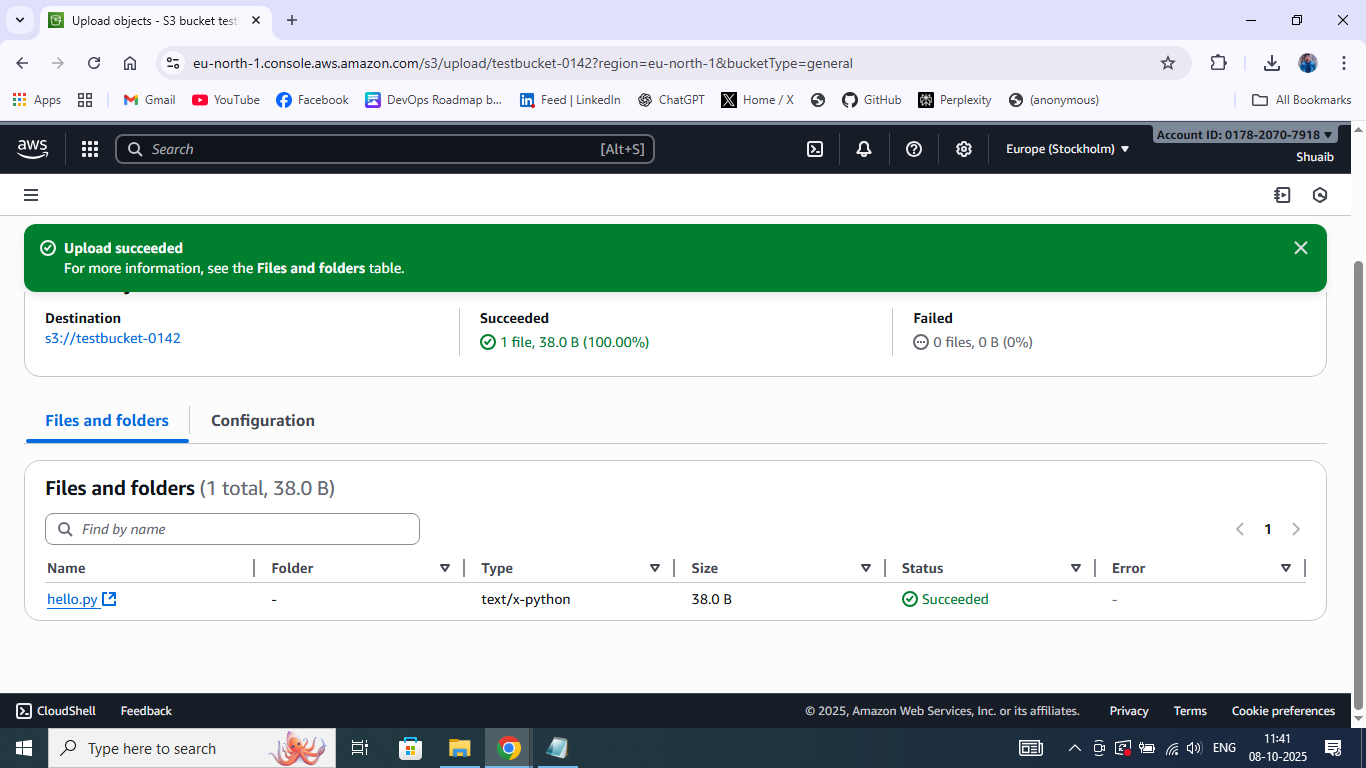 Upload objects - S3 bucket test
eu-north-1.console.aws.amazon.com/s3/upload/testbucket-0142?region=eu-north-1&bucketType=general
Apps Gmail YouTube Facebook DevOps Roadmap b... Feed | LinkedIn ChatGPT Home / X GitHub Perplexity (anonymous) All Bookmarks
aws Search [Alt+S] Europe (Stockholm) Account ID: 0178-2070-7918
Shuaib
Upload succeeded
For more information, see the Files and folders table.
Destination Succeeded Failed
s3://testbucket-0142 1 file, 38.0 B (100.00%) 0 files, 0 B (0%)
Files and folders Configuration
Files and folders (1 total, 38.0 B)
Find by name 1
Name Folder Type Size Status Error
hello.py - text/x-python 38.0 B Succeeded -
CloudShell Feedback © 2025, Amazon Web Services, Inc. or its affiliates. Privacy Terms Cookie preferences
Type here to search ENG 11:41
08-10-2025